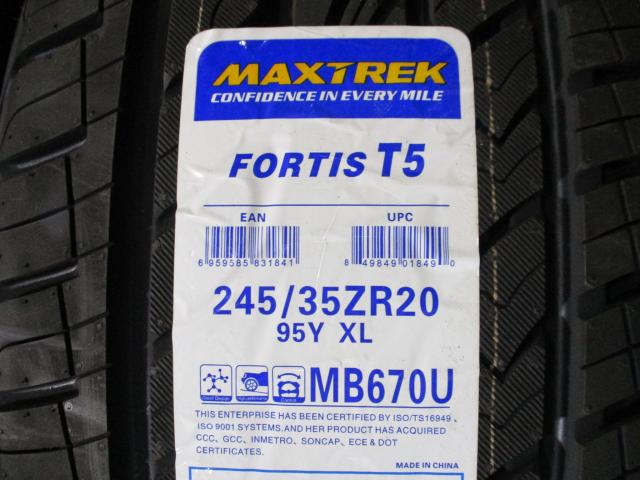 MAXTREK
CONFIDENCE IN EVERY MILE
FORTIS T5
EAN UPC
6 959585 831841 8 49849 01849 0
245/35ZR20
95Y XL
MB670U
THIS ENTERPRISE HAS BEEN CERTIFIED BY ISO/TS16949 、
ISO 9001 SYSTEMS.AND HER PRODUCT HAS ACQUIRED
CCC、GCC、INMETRO、SONCAP、ECE & DOT
CERTIFICATES.
MADE IN CHINA